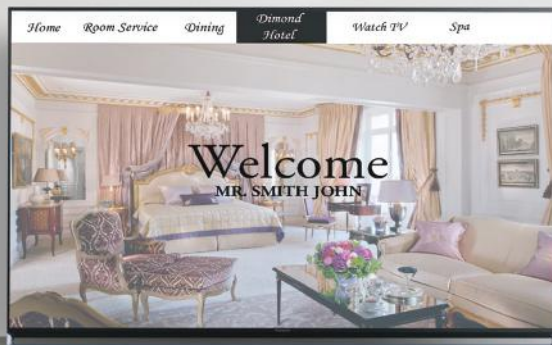 Home Room Service Dining Dimond Hotel Watch TV Spa
Welcome
MR. SMITH JOHN